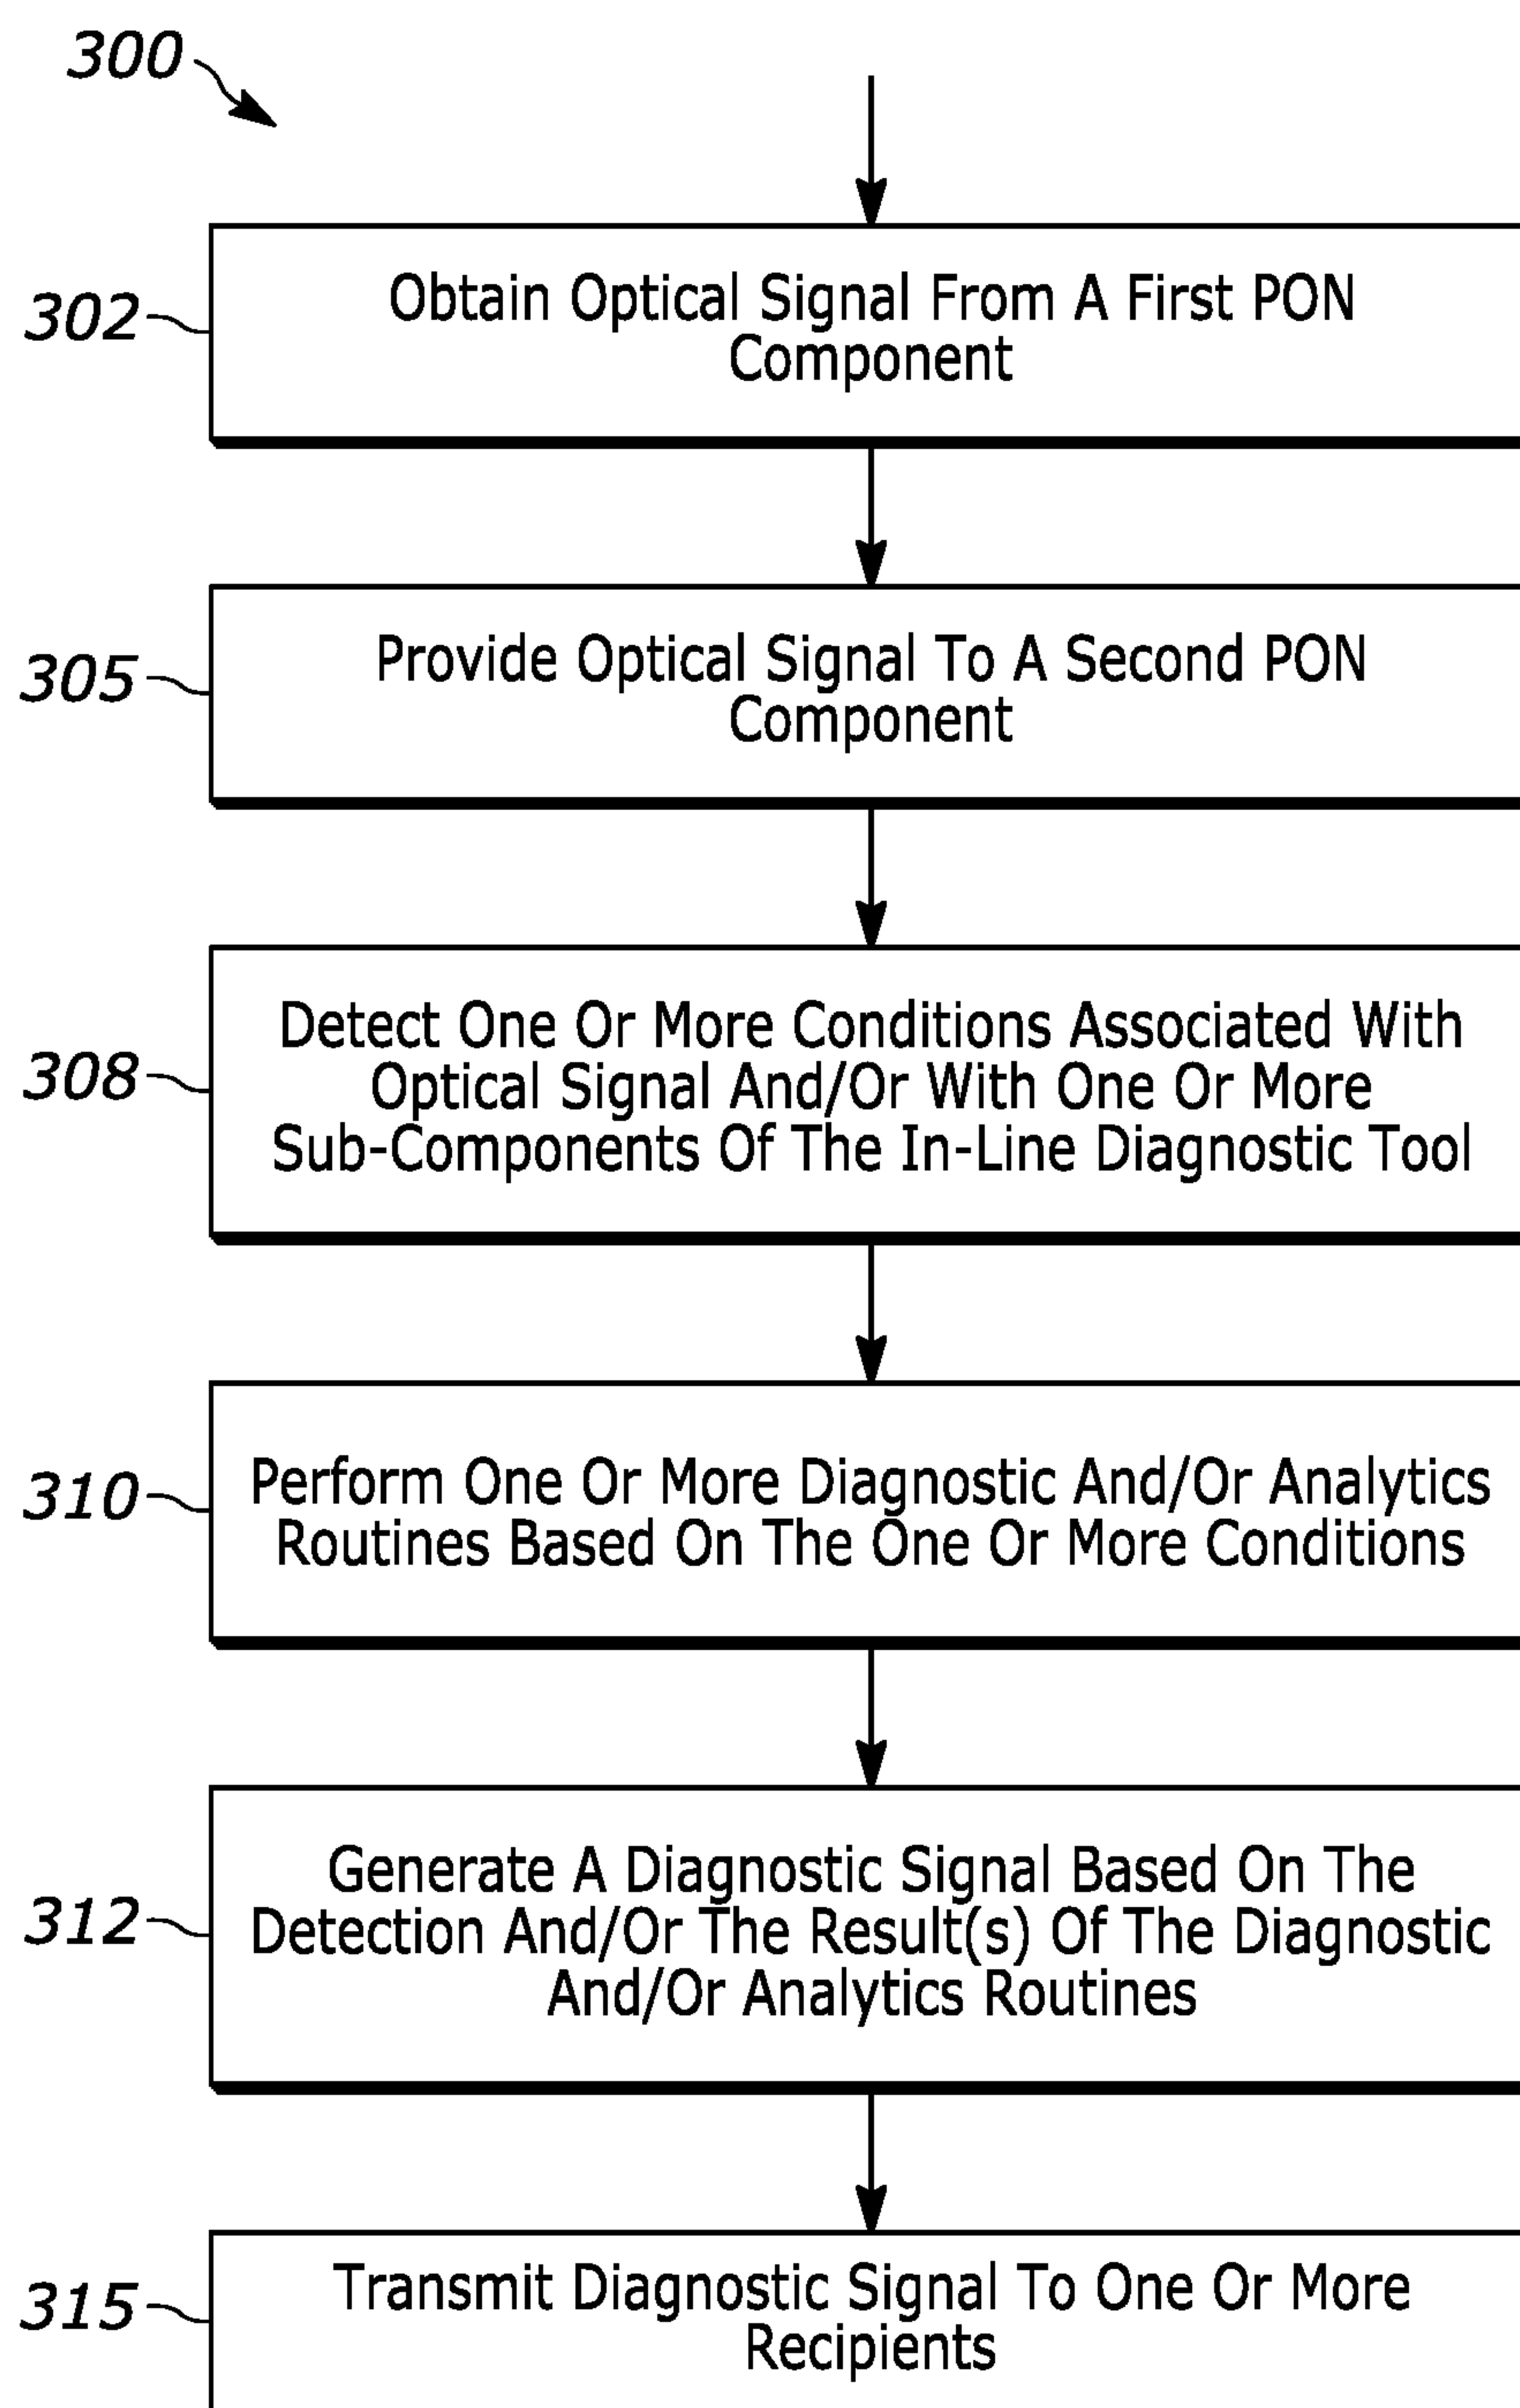 300
302
Obtain Optical Signal From A First PON
Component
305
Provide Optical Signal To A Second PON
Component
308
Detect One Or More Conditions Associated With
Optical Signal And/Or With One Or More
Sub-Components Of The In-Line Diagnostic Tool
310
Perform One Or More Diagnostic And/Or Analytics
Routines Based On The One Or More Conditions
312
Generate A Diagnostic Signal Based On The
Detection And/Or The Result(s) Of The Diagnostic
And/Or Analytics Routines
315
Transmit Diagnostic Signal To One Or More
Recipients